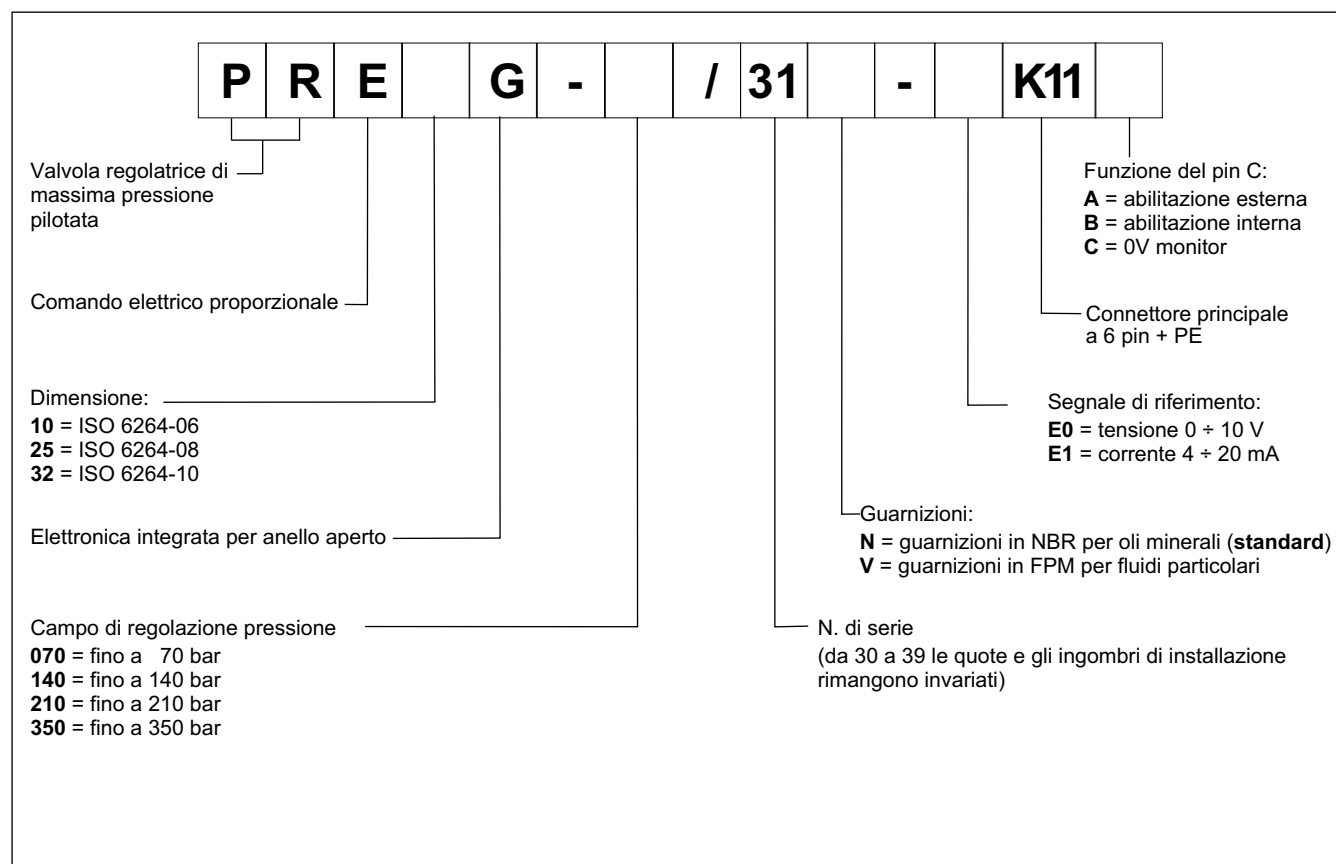 P R E G - / 31 - K11
Valvola regolatrice di
massima pressione
pilotata
Comando elettrico proporzionale
Dimensione:
10 = ISO 6264-06
25 = ISO 6264-08
32 = ISO 6264-10
Elettronica integrata per anello aperto
Campo di regolazione pressione
070 = fino a 70 bar
140 = fino a 140 bar
210 = fino a 210 bar
350 = fino a 350 bar
Funzione del pin C:
A = abilitazione esterna
B = abilitazione interna
C = 0V monitor
Connettore principale
a 6 pin + PE
Segnale di riferimento:
E0 = tensione 0 ÷ 10 V
E1 = corrente 4 ÷ 20 mA
Guarnizioni:
N = guarnizioni in NBR per oli minerali (standard)
V = guarnizioni in FPM per fluidi particolari
N. di serie
(da 30 a 39 le quote e gli ingombri di installazione
rimangono invariati)